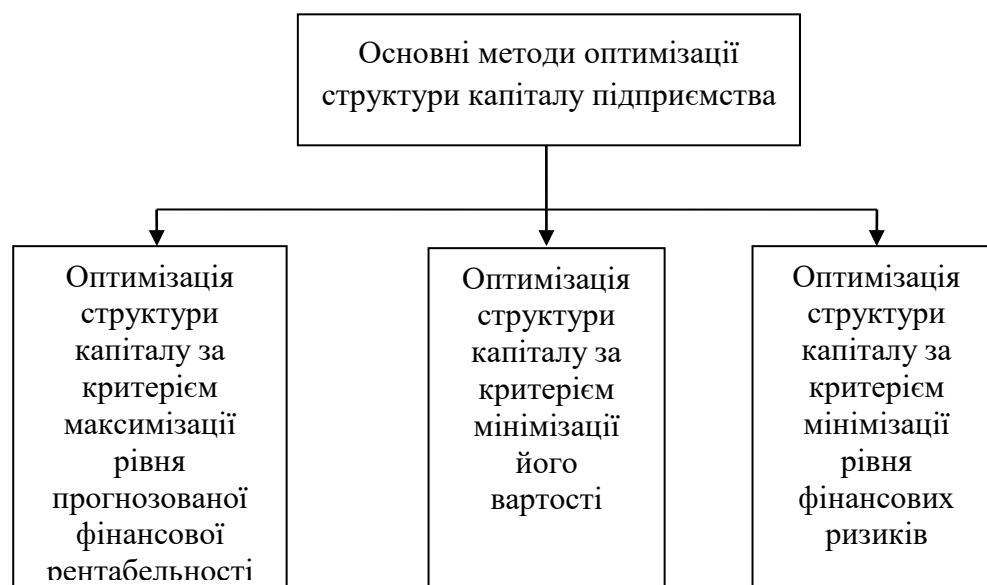 Основні методи оптимізації
структури капіталу підприємства
Оптимізація
структури
капіталу за
критерієм
максимізації
рівня
прогнозованої
фінансової
рентабельності
Оптимізація
структури
капіталу за
критерієм
мінімізації
його
вартості
Оптимізація
структури
капіталу за
критерієм
мінімізації
рівня
фінансових
ризиків